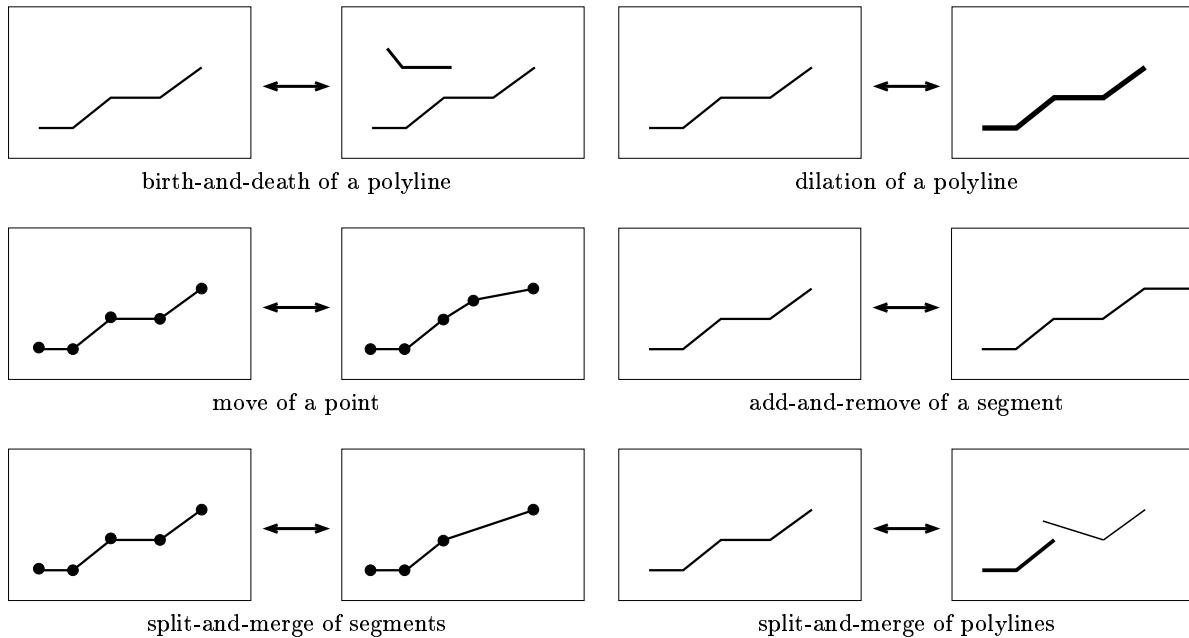 birth-and-death of a polyline
dilation of a polyline
move of a point
add-and-remove of a segment
split-and-merge of segments
split-and-merge of polylines